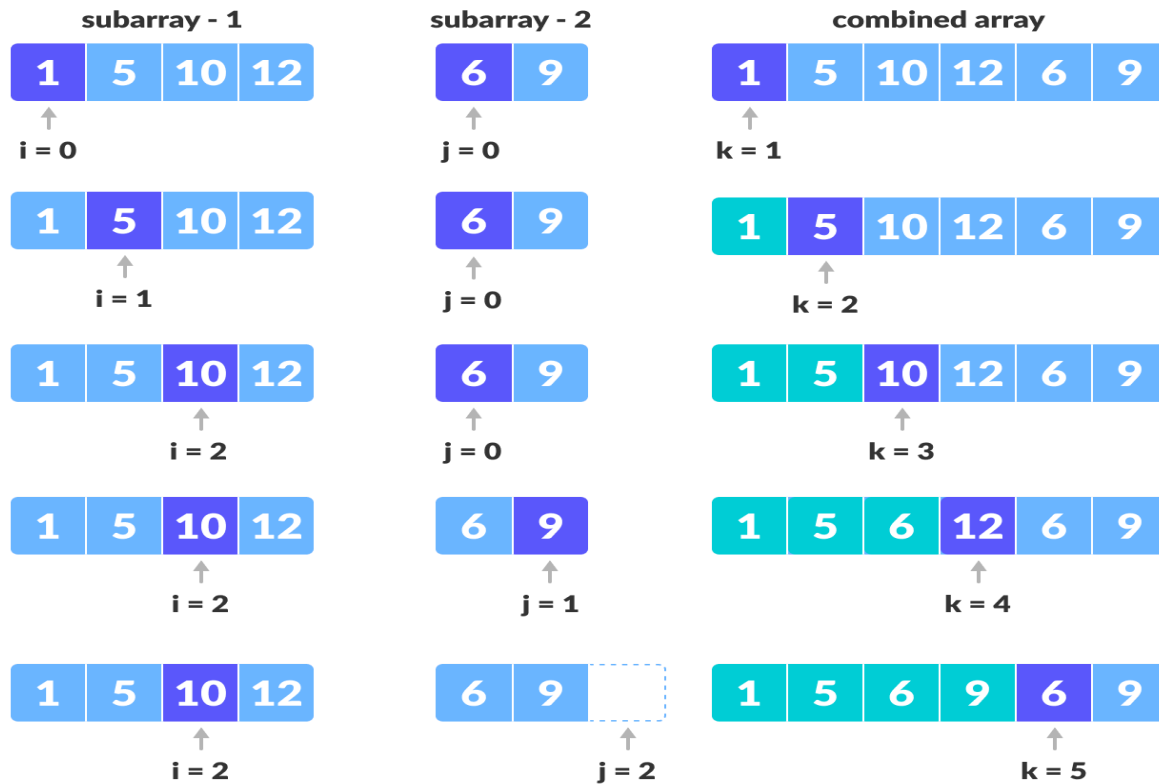 subarray - 1 subarray - 2 combined array
1 5 10 12 6 9 1 5 10 12 6 9
i = 0 j = 0 k = 1
1 5 10 12 6 9 1 5 10 12 6 9
i = 1 j = 0 k = 2
1 5 10 12 6 9 1 5 10 12 6 9
i = 2 j = 0 k = 3
1 5 10 12 6 9 1 5 6 12 6 9
i = 2 j = 1 k = 4
1 5 10 12 6 9 1 5 6 9 6 9
i = 2 j = 2 k = 5